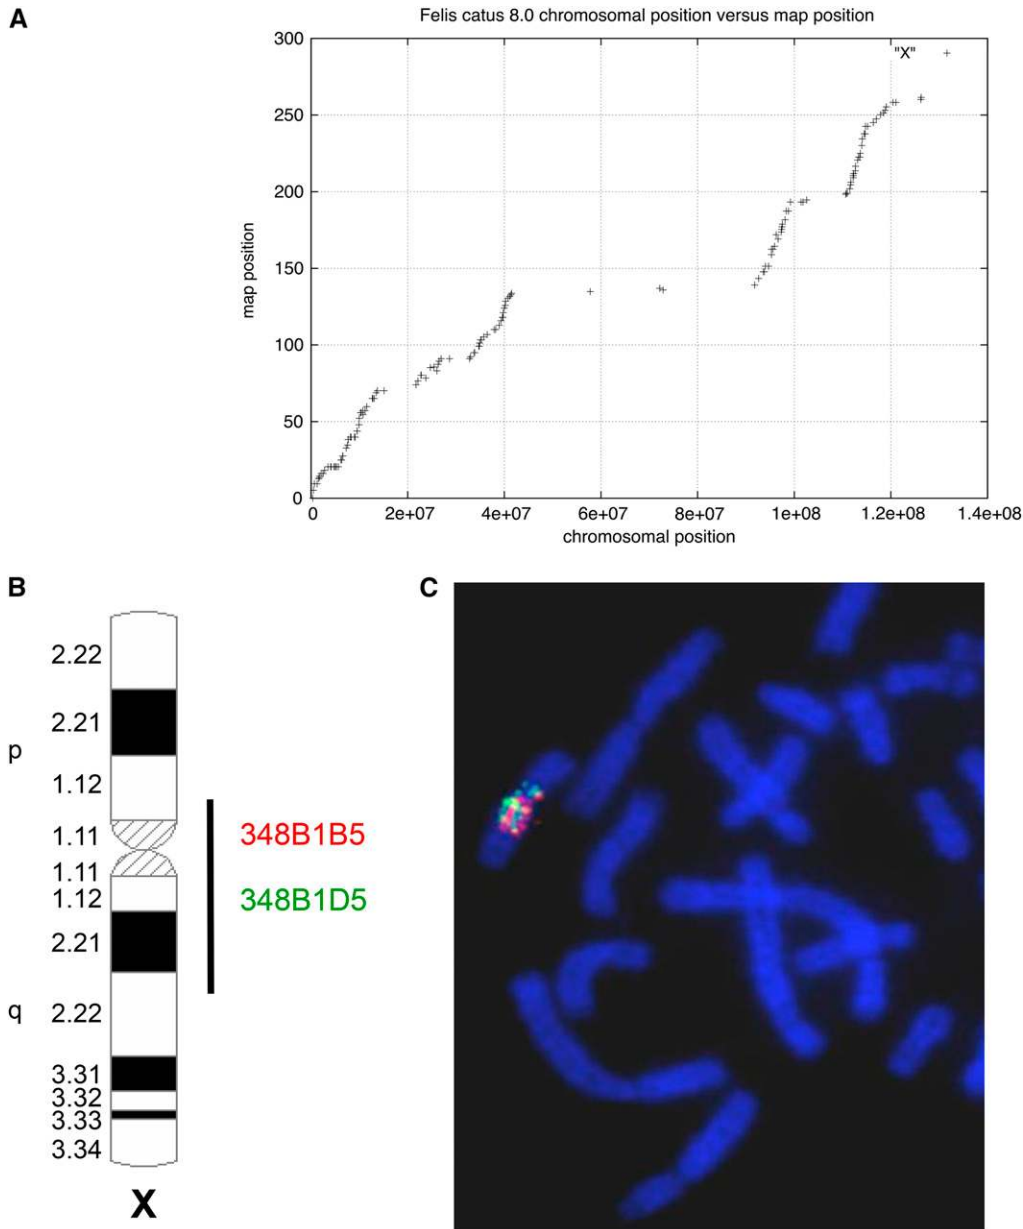 A
Felis catus 8.0 chromosomal position versus map position
300
"X"
250
200
150
100
50
0
map position
0 2e+07 4e+07 6e+07 8e+07 1e+08 1.2e+08 1.4e+08
chromosomal position
B
C
2.22
2.21
p
1.12
1.11
348B1B5
1.11
1.12
348B1D5
2.21
q
2.22
3.31
3.32
3.33
3.34
X